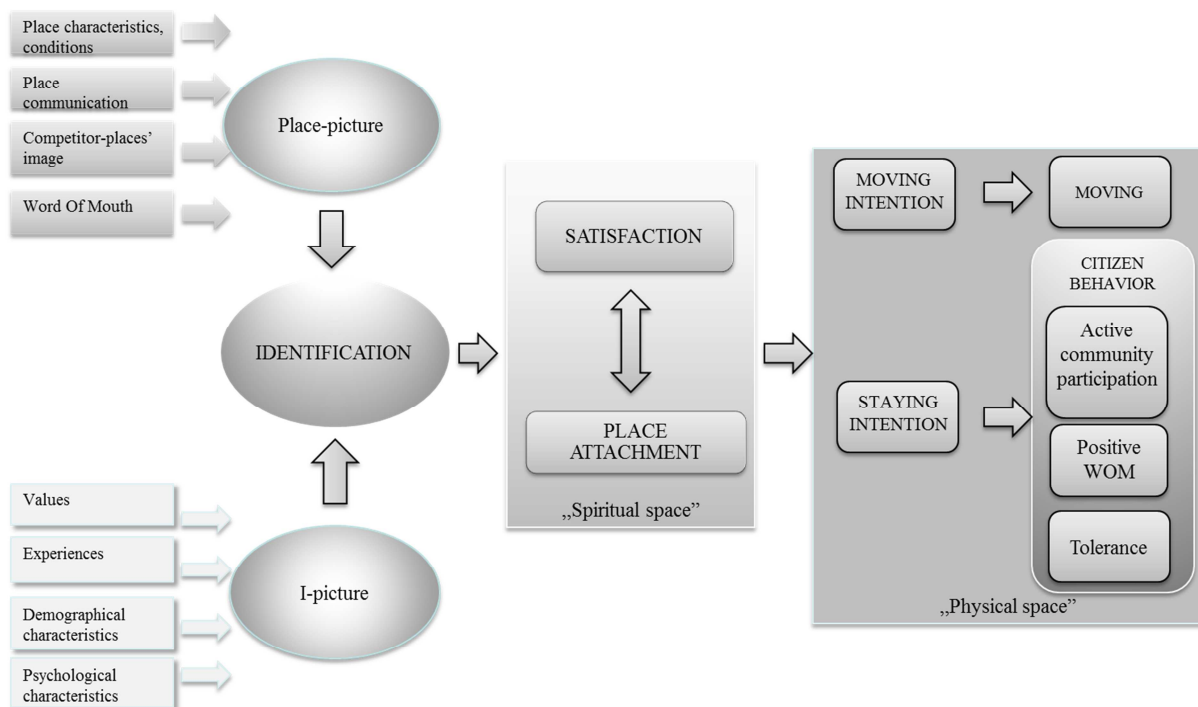 Place characteristics,
conditions
Place
communication
Competitor-places’
image
Word Of Mouth
Place-picture
IDENTIFICATION
Values
Experiences
Demographical
characteristics
Psychological
characteristics
I-picture
SATISFACTION
PLACE
ATTACHMENT
„Spiritual space”
MOVING
INTENTION
MOVING
STAYING
INTENTION
CITIZEN
BEHAVIOR
Active
community
participation
Positive
WOM
Tolerance
„Physical space”